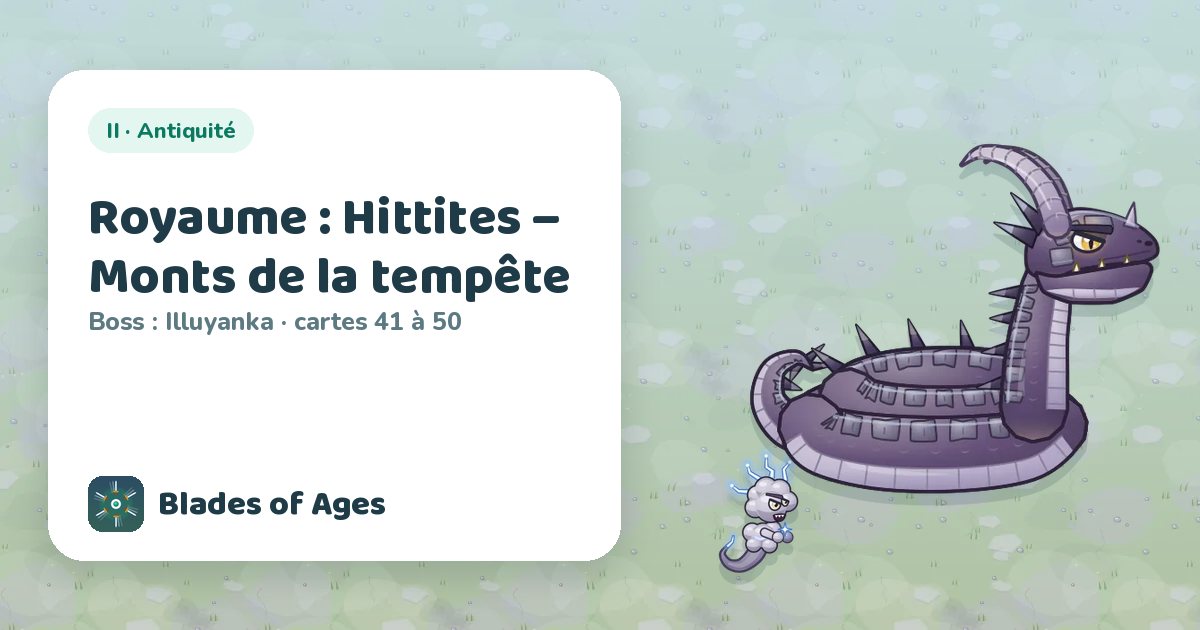 II · Antiquité
Royaume : Hittites –
Monts de la tempête
Boss : Illuyanka · cartes 41 à 50
Blades of Ages